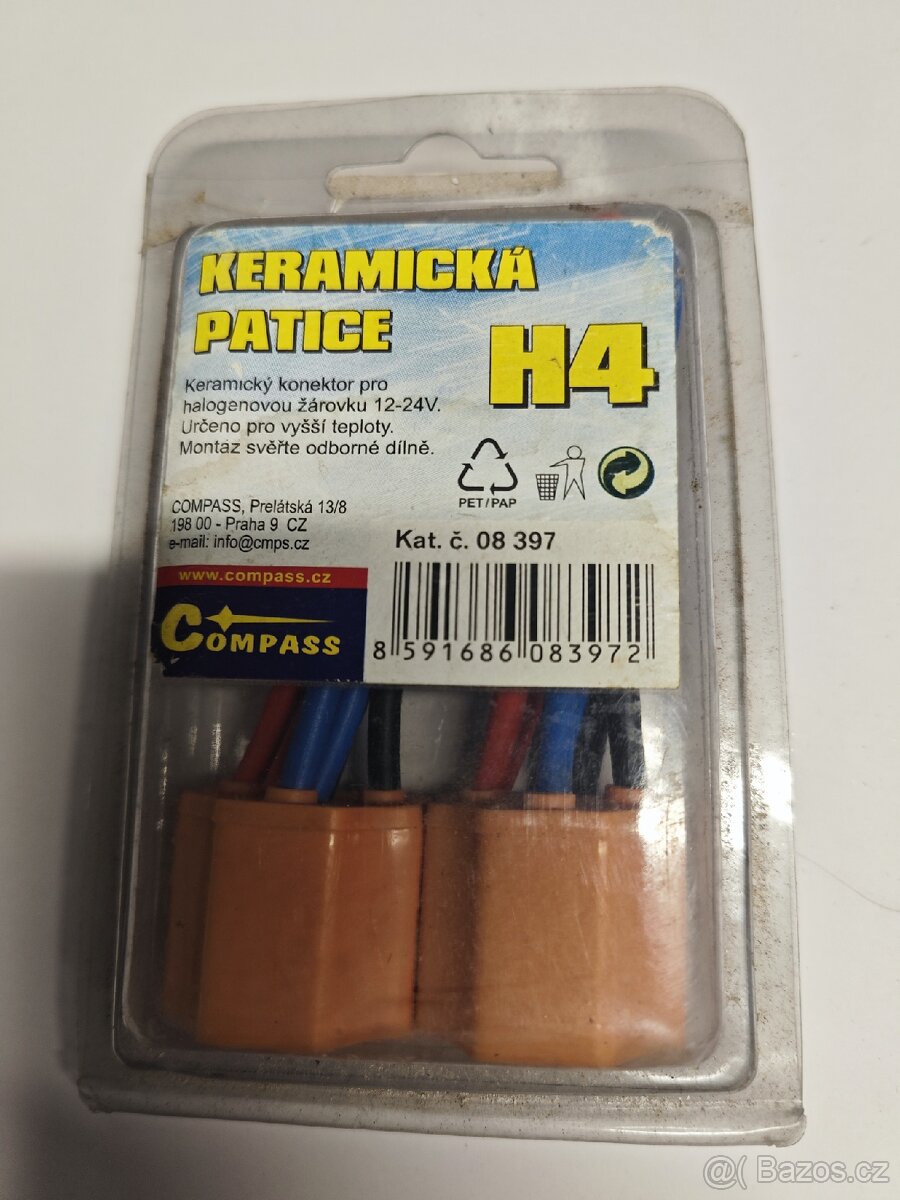 KERAMICKÁ
PATICE
H4
Keramický konektor pro
halogenovou žárovku 12-24V.
Určeno pro vyšší teploty.
Montáz svěřte odborné dílně.
PET/PAP
COMPASS, Prelátská 13/8
198 00 - Praha 9 CZ
e-mail: info@cmps.cz
Kat. č. 08 397
www.compass.cz
COMPASS
8 591686 083972
@( Bazos.cz